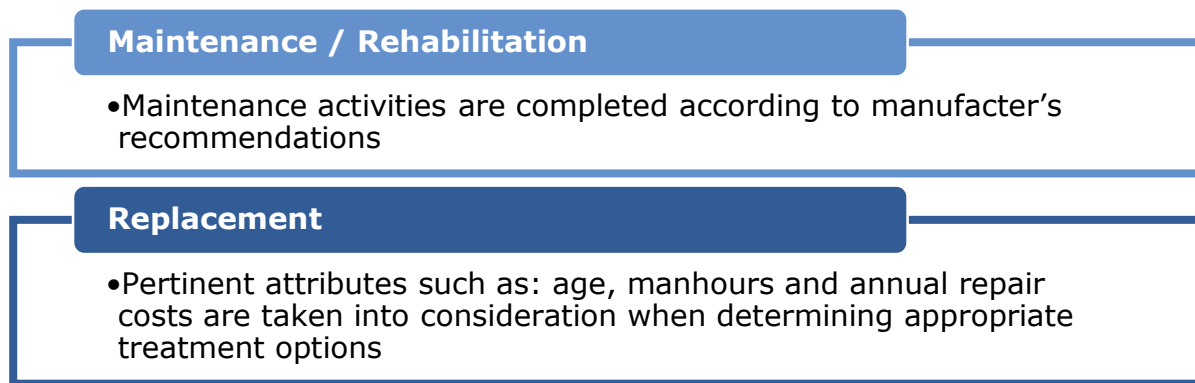 Maintenance / Rehabilitation
•Maintenance activities are completed according to manufacter’s
recommendations
Replacement
•Pertinent attributes such as: age, manhours and annual repair
costs are taken into consideration when determining appropriate
treatment options